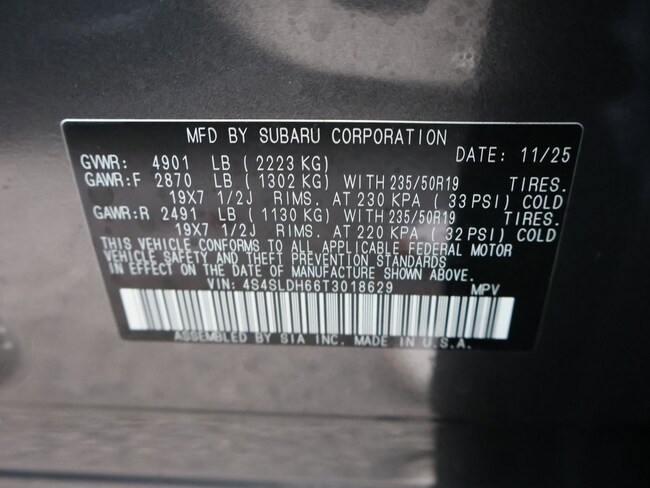 MFD BY SUBARU CORPORATION
GVWR: 4901 LB ( 2223 KG) DATE: 11/25
GAWR:F 2870 LB ( 1302 KG ) WITH 235/50R19 TIRES.
19X7 1/2J RIMS. AT 230 KPA ( 33 PSI) COLD
GAWR:R 2491 LB ( 1130 KG) WITH 235/50R19 TIRES.
19X7 1/2J RIMS. AT 220 KPA ( 32 PSI) COLD
THIS VEHICLE CONFORMS TO ALL APPLICABLE FEDERAL MOTOR
VEHICLE SAFETY AND THEFT PREVENTION STANDARDS
IN EFFECT ON THE DATE OF MANUFACTURE SHOWN ABOVE.
VIN: 4S4SLDH66T3018629 MPV
ASSEMBLED BY SIA INC. MADE IN U.S.A.